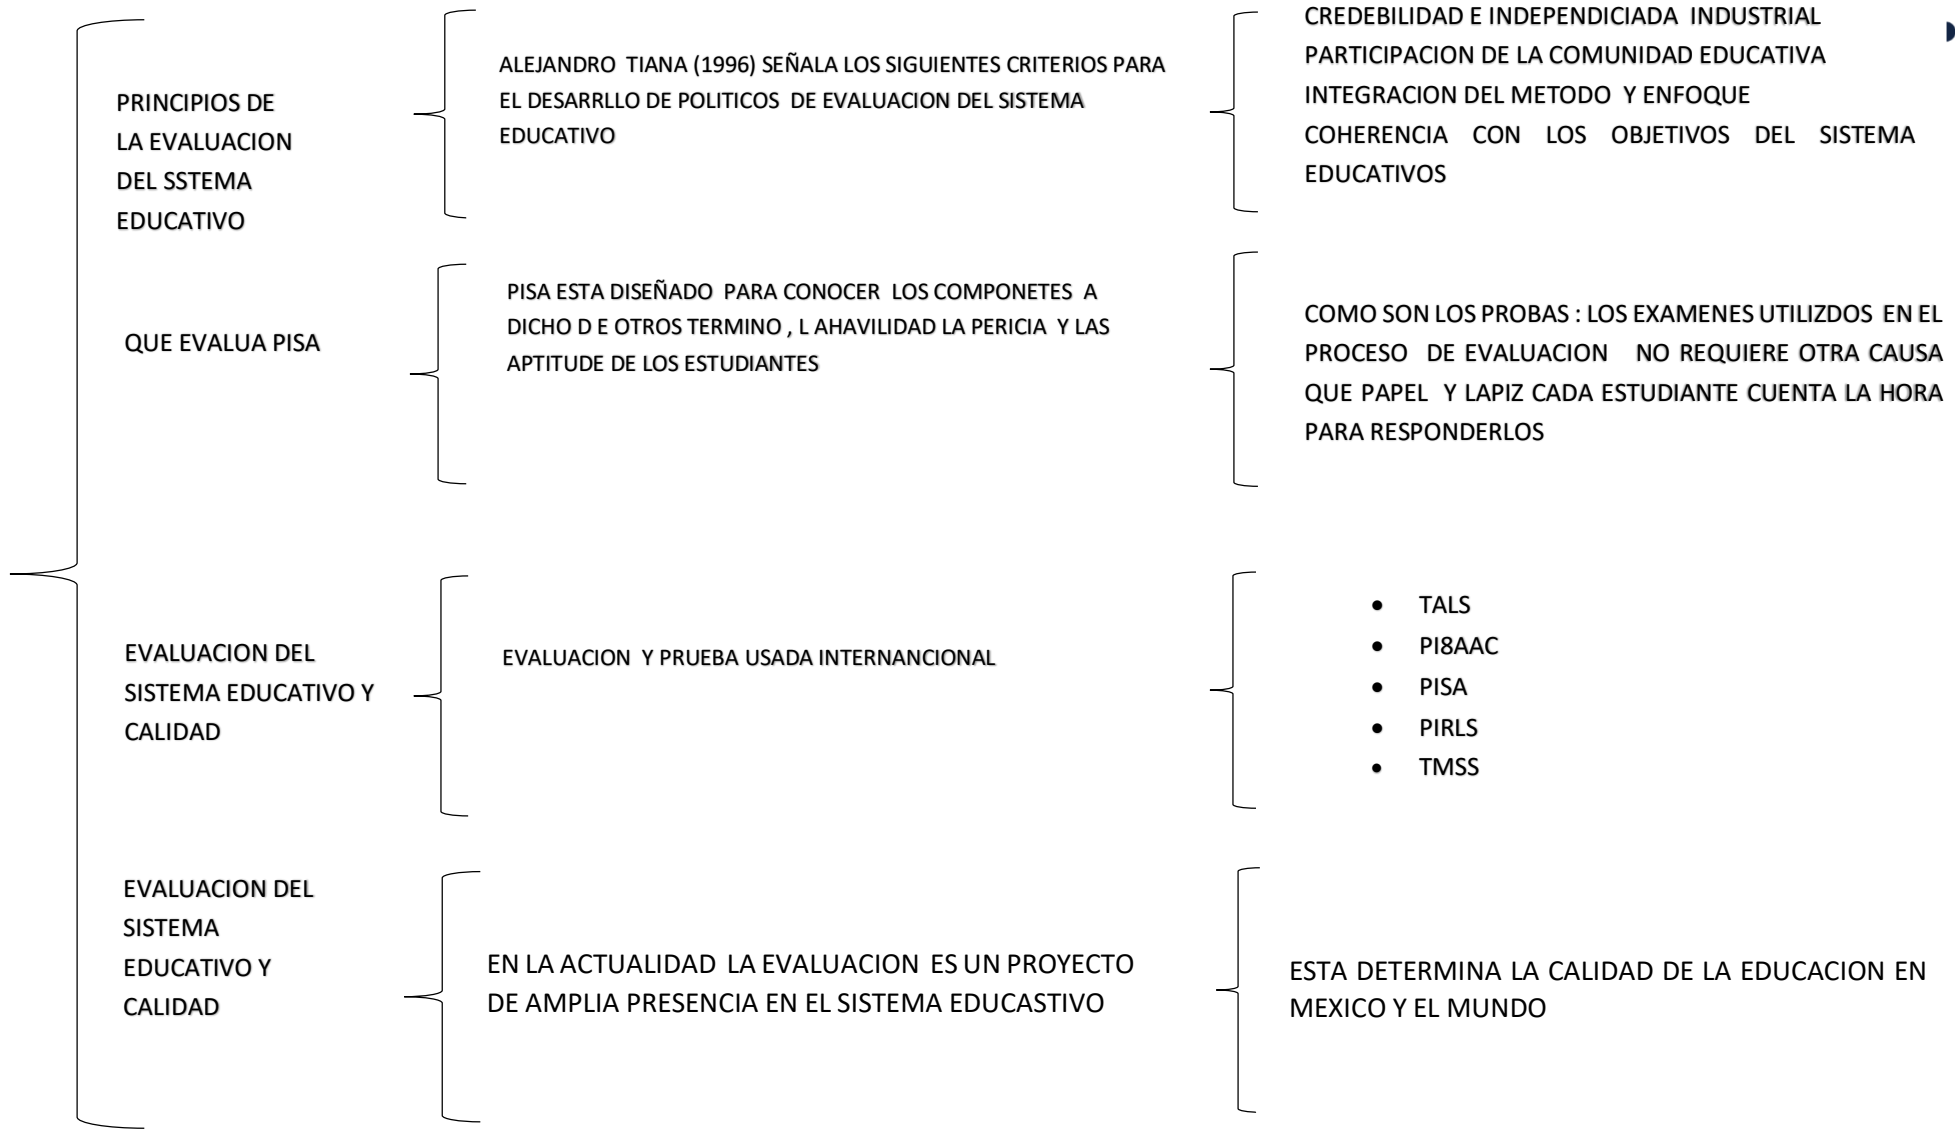 PRINCIPIOS DE
LA EVALUACION
DEL SSTEMA
EDUCATIVO
ALEJANDRO TIANA (1996) SEÑALA LOS SIGUIENTES CRITERIOS PARA
EL DESARRLLO DE POLITICOS DE EVALUACION DEL SISTEMA
EDUCATIVO
CREDEBILIDAD E INDEPENDICIADA INDUSTRIAL
PARTICIPACION DE LA COMUNIDAD EDUCATIVA
INTEGRACION DEL METODO Y ENFOQUE
COHERENCIA CON LOS OBJETIVOS DEL SISTEMA
EDUCATIVOS
QUE EVALUA PISA
PISA ESTA DISEÑADO PARA CONOCER LOS COMPONETES A
DICHO D E OTROS TERMINO , L AHAVILIDAD LA PERICIA Y LAS
APTITUDE DE LOS ESTUDIANTES
COMO SON LOS PROBAS : LOS EXAMENES UTILIZDOS EN EL
PROCESO DE EVALUACION NO REQUIERE OTRA CAUSA
QUE PAPEL Y LAPIZ CADA ESTUDIANTE CUENTA LA HORA
PARA RESPONDERLOS
EVALUACION DEL
SISTEMA EDUCATIVO Y
CALIDAD
EVALUACION Y PRUEBA USADA INTERNANCIONAL
• TALS
• PI8AAC
• PISA
• PIRLS
• TMSS
EVALUACION DEL
SISTEMA
EDUCATIVO Y
CALIDAD
EN LA ACTUALIDAD LA EVALUACION ES UN PROYECTO
DE AMPLIA PRESENCIA EN EL SISTEMA EDUCASTIVO
ESTA DETERMINA LA CALIDAD DE LA EDUCACION EN
MEXICO Y EL MUNDO